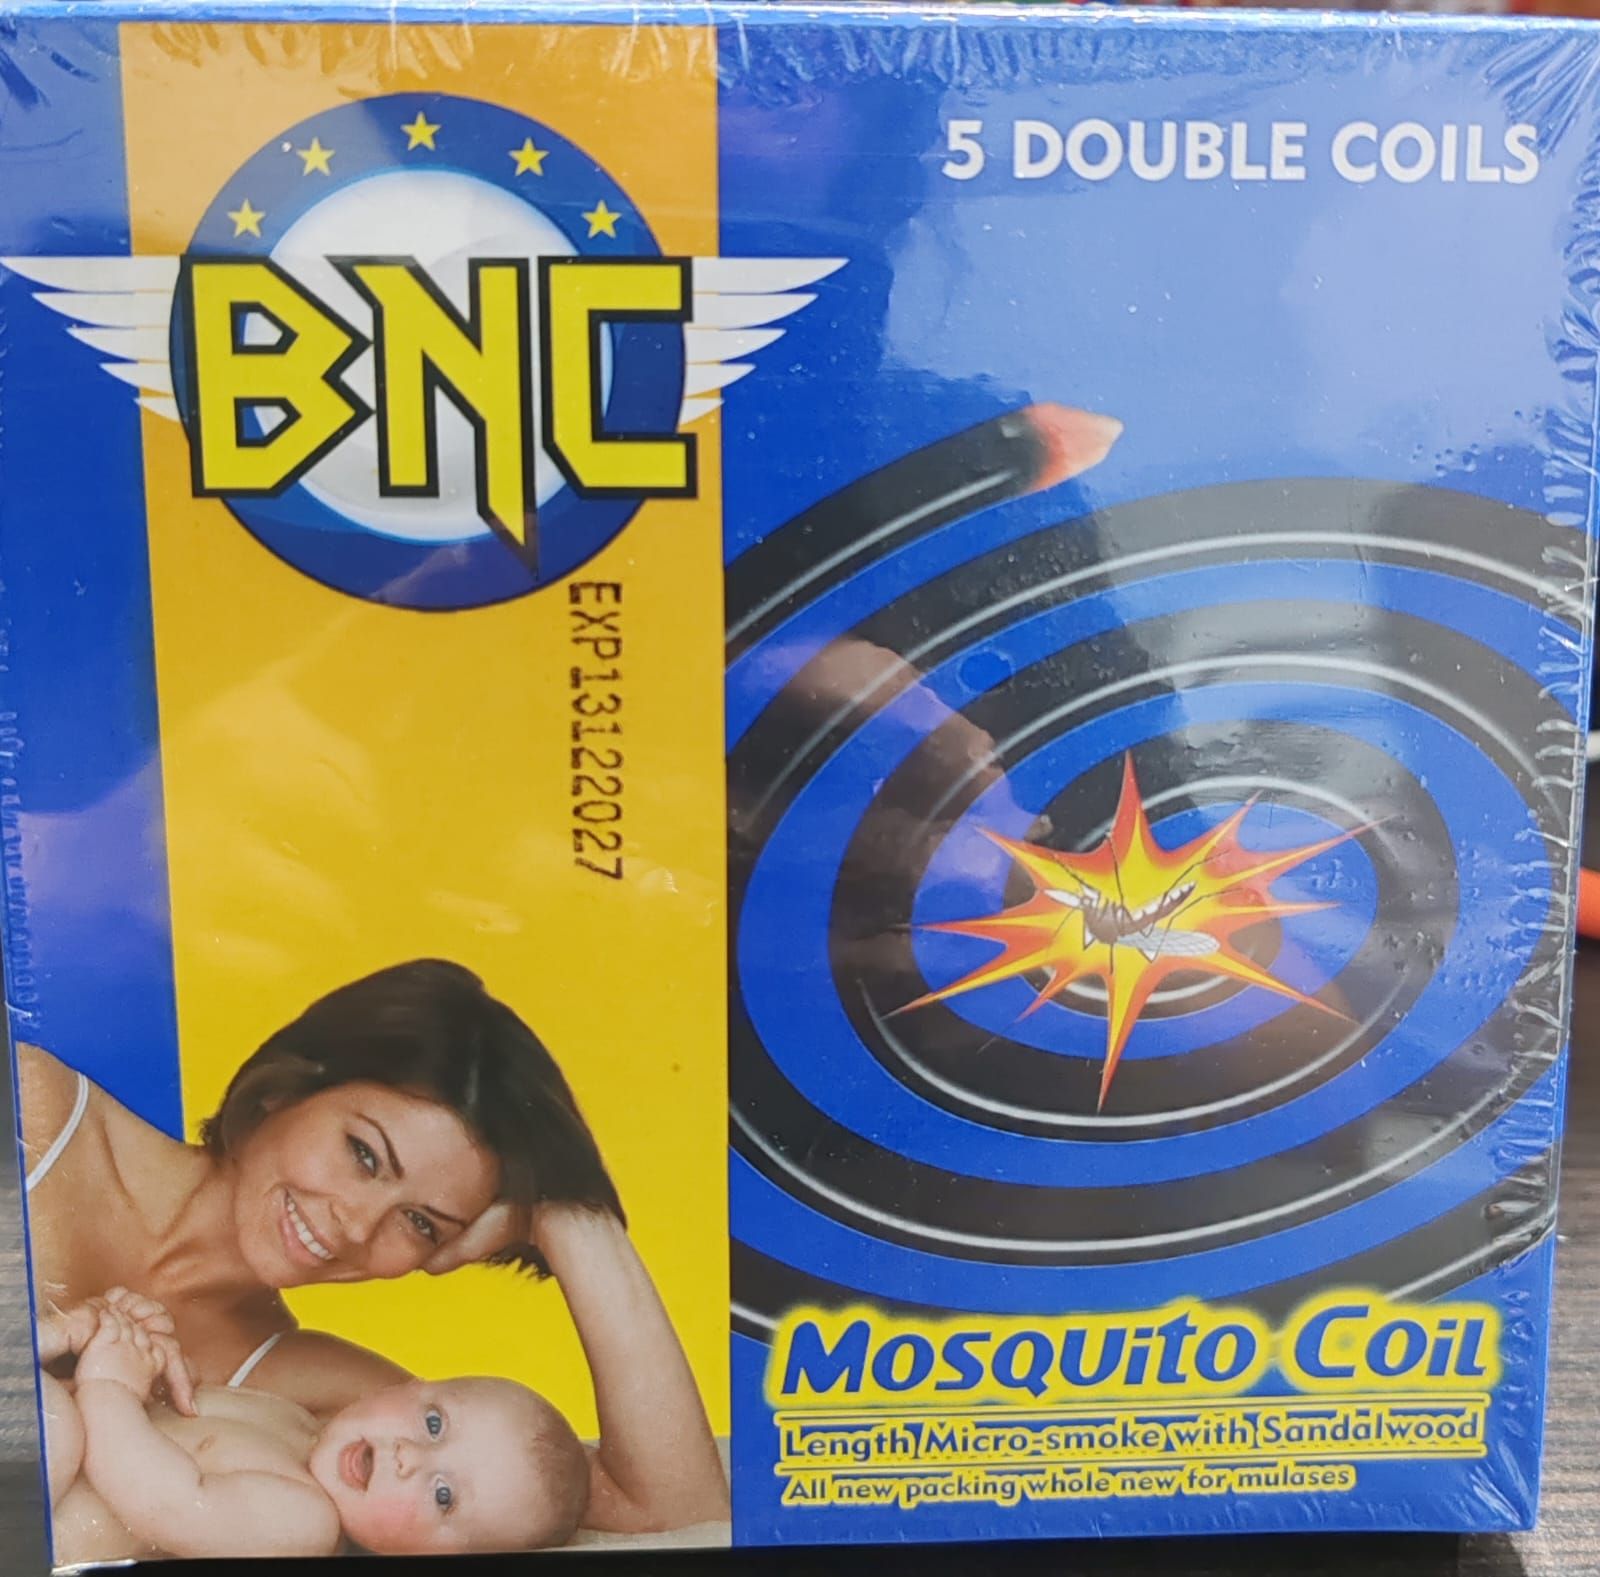 5 DOUBLE COILS
BNC
EXP13122027
Mosquito Coil
Length Micro-smoke with Sandalwood
All new packing whole new for mulases